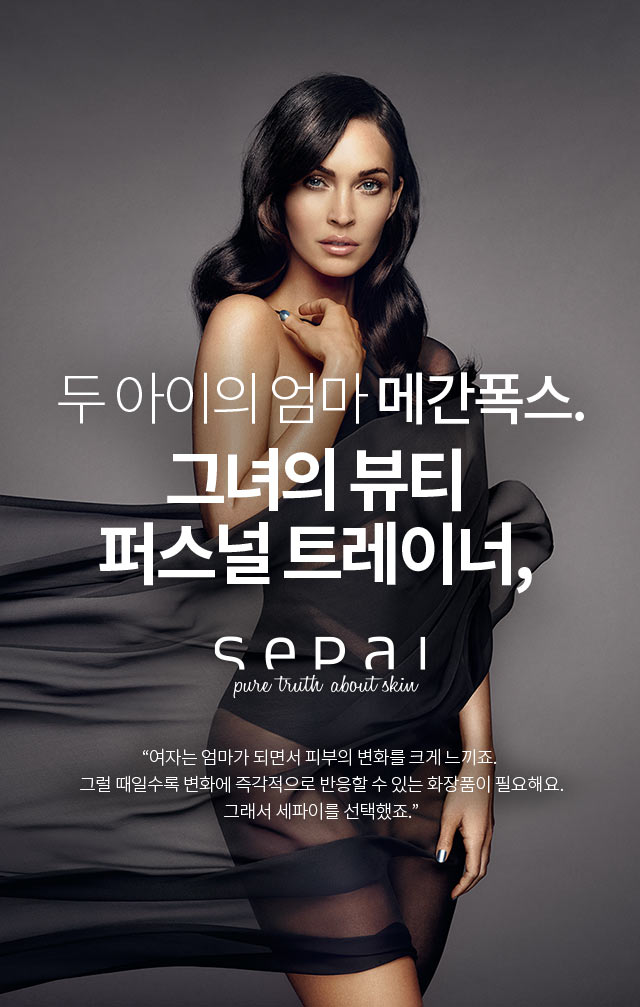 두 아이의 엄마 메간폭스.
그녀의 뷰티
퍼스널 트레이너,
sepai
pure truth about skin
“여자는 엄마가 되면서 피부의 변화를 크게 느끼죠.
그럴 때일수록 변화에 즉각적으로 반응할 수 있는 화장품이 필요해요.
그래서 세파이를 선택했죠.”